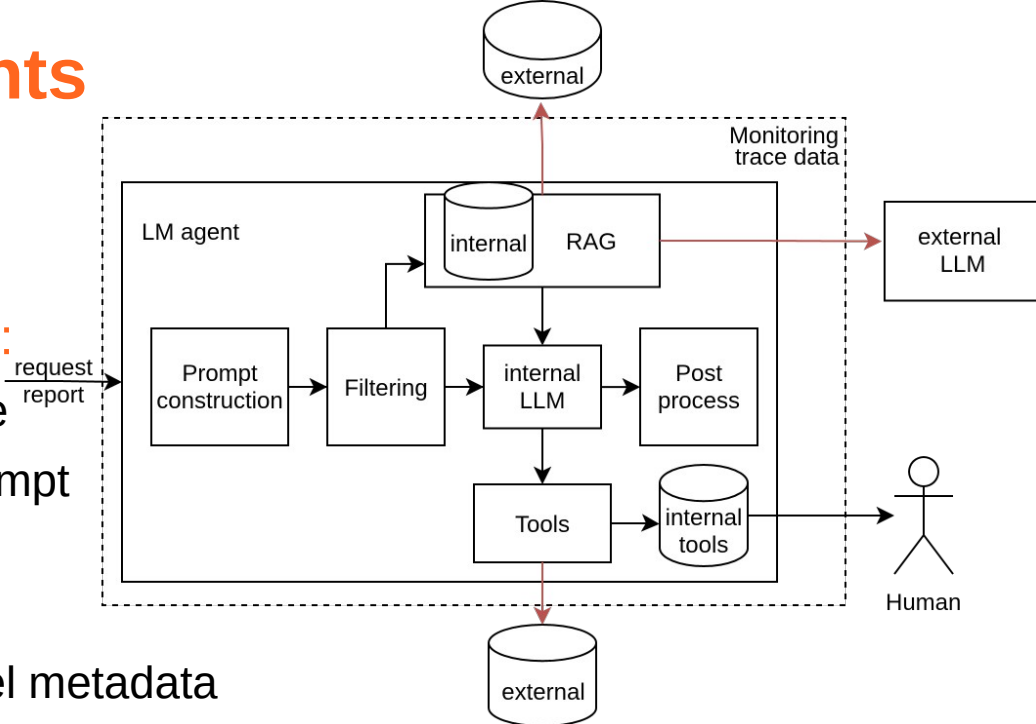 nts
external
Monitoring
trace data
LM agent
internal
RAG
external
LLM
:
request
report
e
mpt
Prompt
construction
Filtering
internal
LLM
Post
process
Tools
internal
tools
Human
el metadata
external